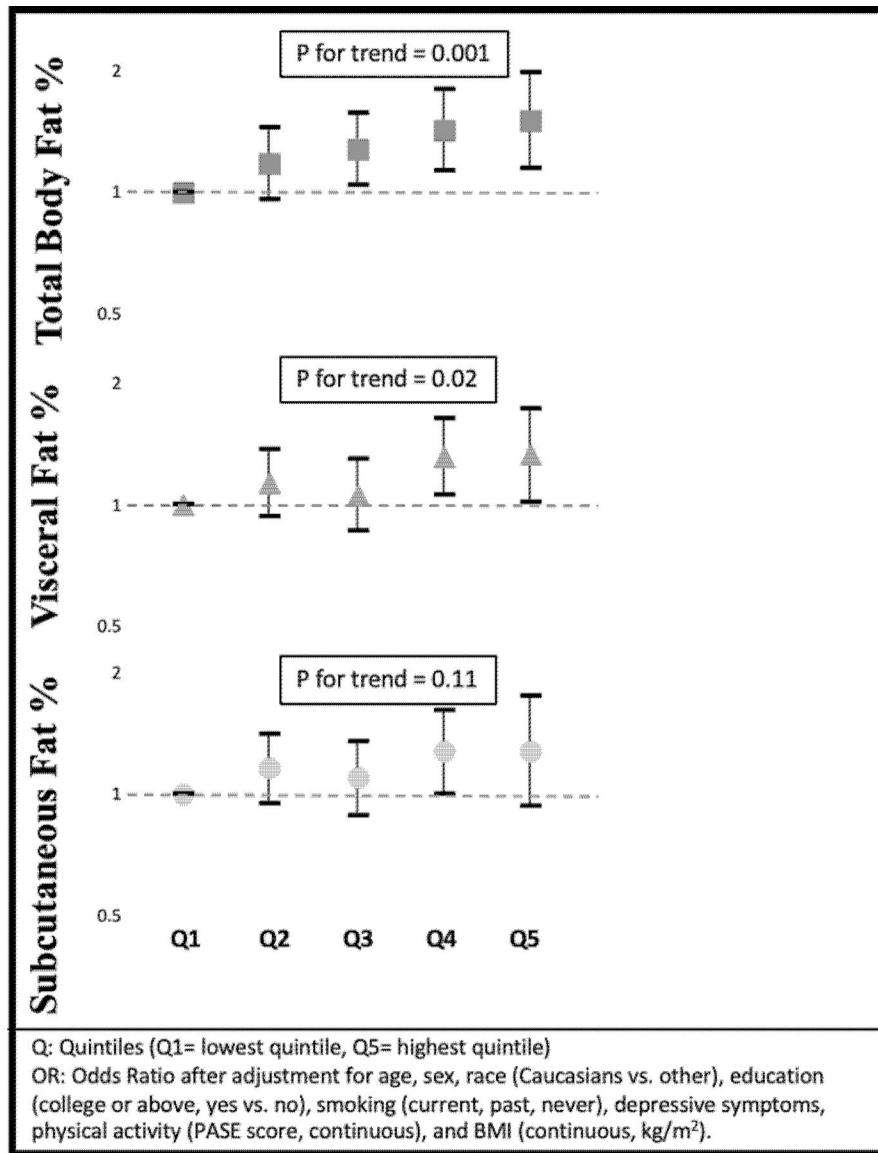 Total Body Fat %
P for trend = 0.001
2
1
0.5
Visceral Fat %
P for trend = 0.02
2
1
0.5
Subcutaneous Fat %
P for trend = 0.11
2
1
0.5
Q1 Q2 Q3 Q4 Q5
Q: Quintiles (Q1= lowest quintile, Q5= highest quintile)
OR: Odds Ratio after adjustment for age, sex, race (Caucasians vs. other), education
(college or above, yes vs. no), smoking (current, past, never), depressive symptoms,
physical activity (PASE score, continuous), and BMI (continuous, kg/m²).